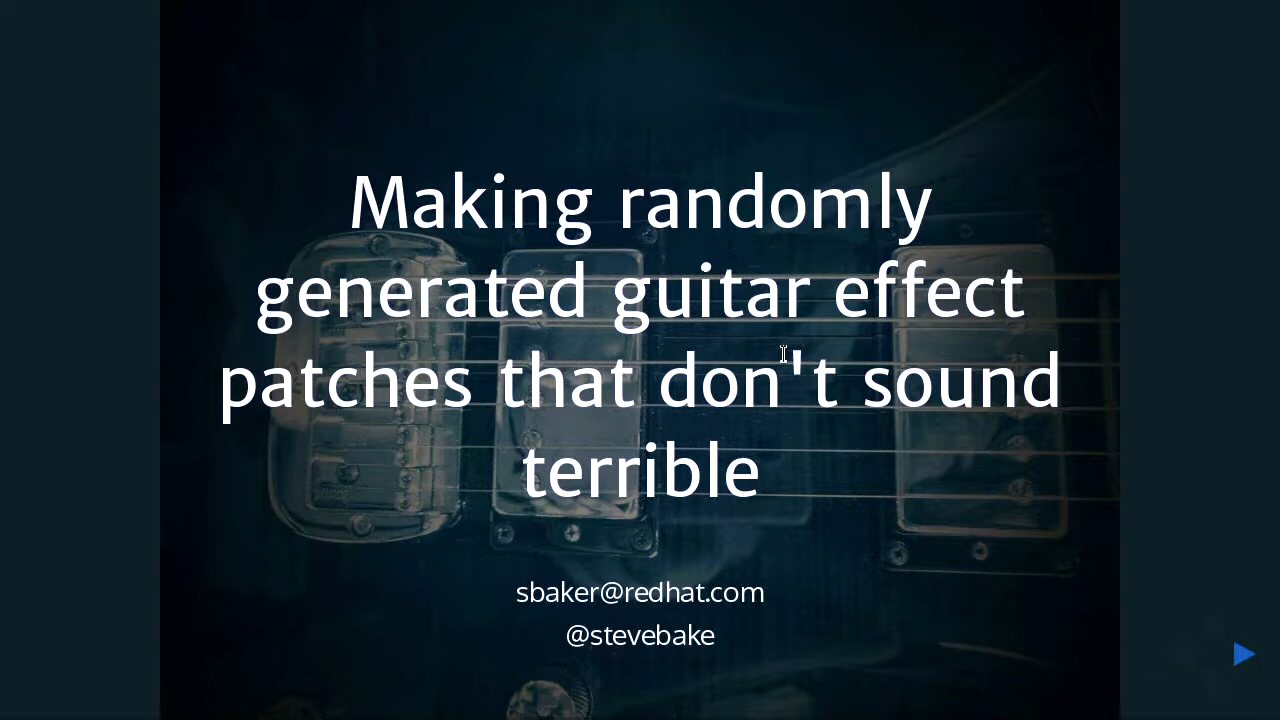 Making randomly
generated guitar effect
patches that don't sound
terrible
sbaker@redhat.com
@stevebake